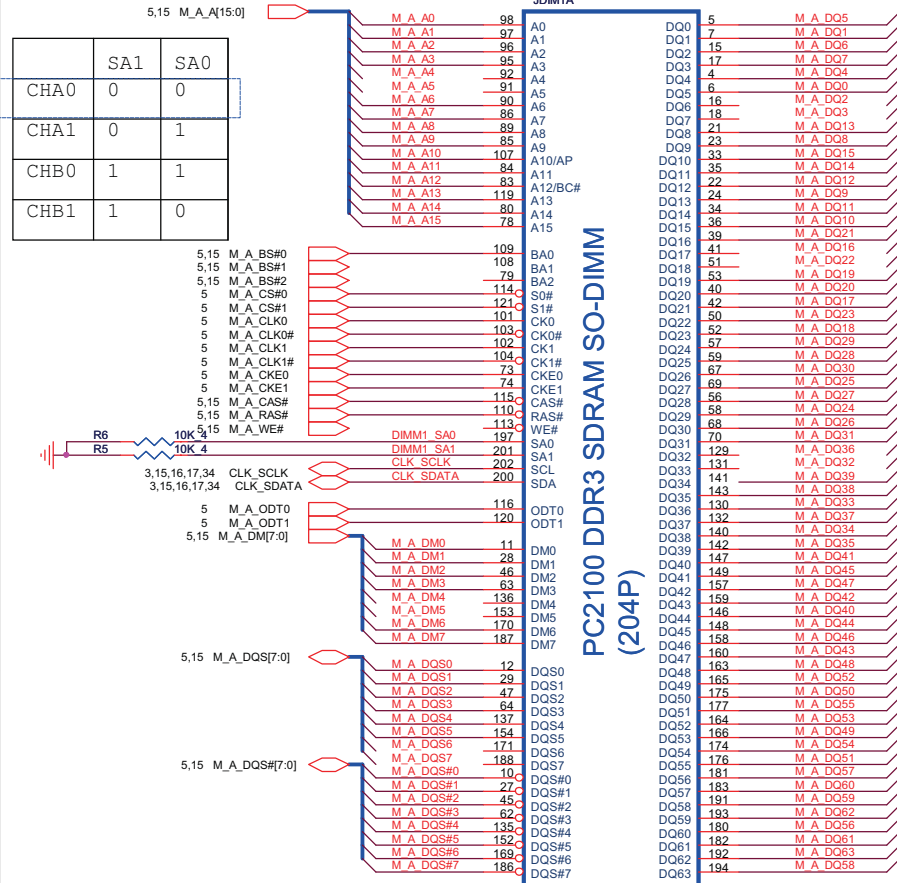 JDIM1A
5,15 M_A_A[15:0]
SA1 SA0
CHA0 0 0
CHA1 0 1
CHB0 1 1
CHB1 1 0
M_A_A0 98 A0
M_A_A1 97 A1
M_A_A2 96 A2
M_A_A3 95 A3
M_A_A4 92 A4
M_A_A5 91 A5
M_A_A6 90 A6
M_A_A7 86 A7
M_A_A8 89 A8
M_A_A9 85 A9
M_A_A10 107 A10/AP
M_A_A11 84 A11
M_A_A12 83 A12/BC#
M_A_A13 119 A13
M_A_A14 80 A14
M_A_A15 78 A15
5,15 M_A_BS#0 109 BA0
5,15 M_A_BS#1 108 BA1
5,15 M_A_BS#2 79 BA2
5 M_A_CS#0 114 S0#
5 M_A_CS#1 121 S1#
5 M_A_CLK0 101 CK0
5 M_A_CLK0# 103 CK0#
5 M_A_CLK1 102 CK1
5 M_A_CLK1# 104 CK1#
5 M_A_CKE0 73 CKE0
5 M_A_CKE1 74 CKE1
5,15 M_A_CAS# 115 CAS#
5,15 M_A_RAS# 110 RAS#
5,15 M_A_WE# 113 WE#
R6 10K_4 DIMM1_SA0 197 SA0
R5 10K_4 DIMM1_SA1 201 SA1
3,15,16,17,34 CLK_SCLK CLK_SCLK 202 SCL
3,15,16,17,34 CLK_SDATA CLK_SDATA 200 SDA
5 M_A_ODT0 116 ODT0
5 M_A_ODT1 120 ODT1
5,15 M_A_DM[7:0]
M_A_DM0 11 DM0
M_A_DM1 28 DM1
M_A_DM2 46 DM2
M_A_DM3 63 DM3
M_A_DM4 136 DM4
M_A_DM5 153 DM5
M_A_DM6 170 DM6
M_A_DM7 187 DM7
5,15 M_A_DQS[7:0]
M_A_DQS0 12 DQS0
M_A_DQS1 29 DQS1
M_A_DQS2 47 DQS2
M_A_DQS3 64 DQS3
M_A_DQS4 137 DQS4
M_A_DQS5 154 DQS5
M_A_DQS6 171 DQS6
M_A_DQS7 188 DQS7
5,15 M_A_DQS#[7:0]
M_A_DQS#0 10 DQS#0
M_A_DQS#1 27 DQS#1
M_A_DQS#2 45 DQS#2
M_A_DQS#3 62 DQS#3
M_A_DQS#4 135 DQS#4
M_A_DQS#5 152 DQS#5
M_A_DQS#6 169 DQS#6
M_A_DQS#7 186 DQS#7
PC2100 DDR3 SDRAM SO-DIMM
(204P)
DQ0 5 M_A_DQ5
DQ1 7 M_A_DQ1
DQ2 15 M_A_DQ6
DQ3 17 M_A_DQ7
DQ4 4 M_A_DQ4
DQ5 6 M_A_DQ0
DQ6 16 M_A_DQ2
DQ7 18 M_A_DQ3
DQ8 21 M_A_DQ13
DQ9 23 M_A_DQ8
DQ10 33 M_A_DQ15
DQ11 35 M_A_DQ14
DQ12 22 M_A_DQ12
DQ13 24 M_A_DQ9
DQ14 34 M_A_DQ11
DQ15 36 M_A_DQ10
DQ16 39 M_A_DQ21
DQ17 41 M_A_DQ16
DQ18 51 M_A_DQ22
DQ19 53 M_A_DQ19
DQ20 40 M_A_DQ20
DQ21 42 M_A_DQ17
DQ22 50 M_A_DQ23
DQ23 52 M_A_DQ18
DQ24 57 M_A_DQ29
DQ25 59 M_A_DQ28
DQ26 67 M_A_DQ30
DQ27 69 M_A_DQ25
DQ28 56 M_A_DQ27
DQ29 58 M_A_DQ24
DQ30 68 M_A_DQ26
DQ31 70 M_A_DQ31
DQ32 129 M_A_DQ36
DQ33 131 M_A_DQ32
DQ34 141 M_A_DQ39
DQ35 143 M_A_DQ38
DQ36 130 M_A_DQ33
DQ37 132 M_A_DQ37
DQ38 140 M_A_DQ34
DQ39 142 M_A_DQ35
DQ40 147 M_A_DQ41
DQ41 149 M_A_DQ45
DQ42 157 M_A_DQ47
DQ43 159 M_A_DQ42
DQ44 146 M_A_DQ40
DQ45 148 M_A_DQ44
DQ46 158 M_A_DQ46
DQ47 160 M_A_DQ43
DQ48 163 M_A_DQ48
DQ49 165 M_A_DQ52
DQ50 175 M_A_DQ50
DQ51 177 M_A_DQ55
DQ52 164 M_A_DQ53
DQ53 166 M_A_DQ49
DQ54 174 M_A_DQ54
DQ55 176 M_A_DQ51
DQ56 181 M_A_DQ57
DQ57 183 M_A_DQ60
DQ58 191 M_A_DQ59
DQ59 193 M_A_DQ62
DQ60 180 M_A_DQ56
DQ61 182 M_A_DQ61
DQ62 192 M_A_DQ63
DQ63 194 M_A_DQ58